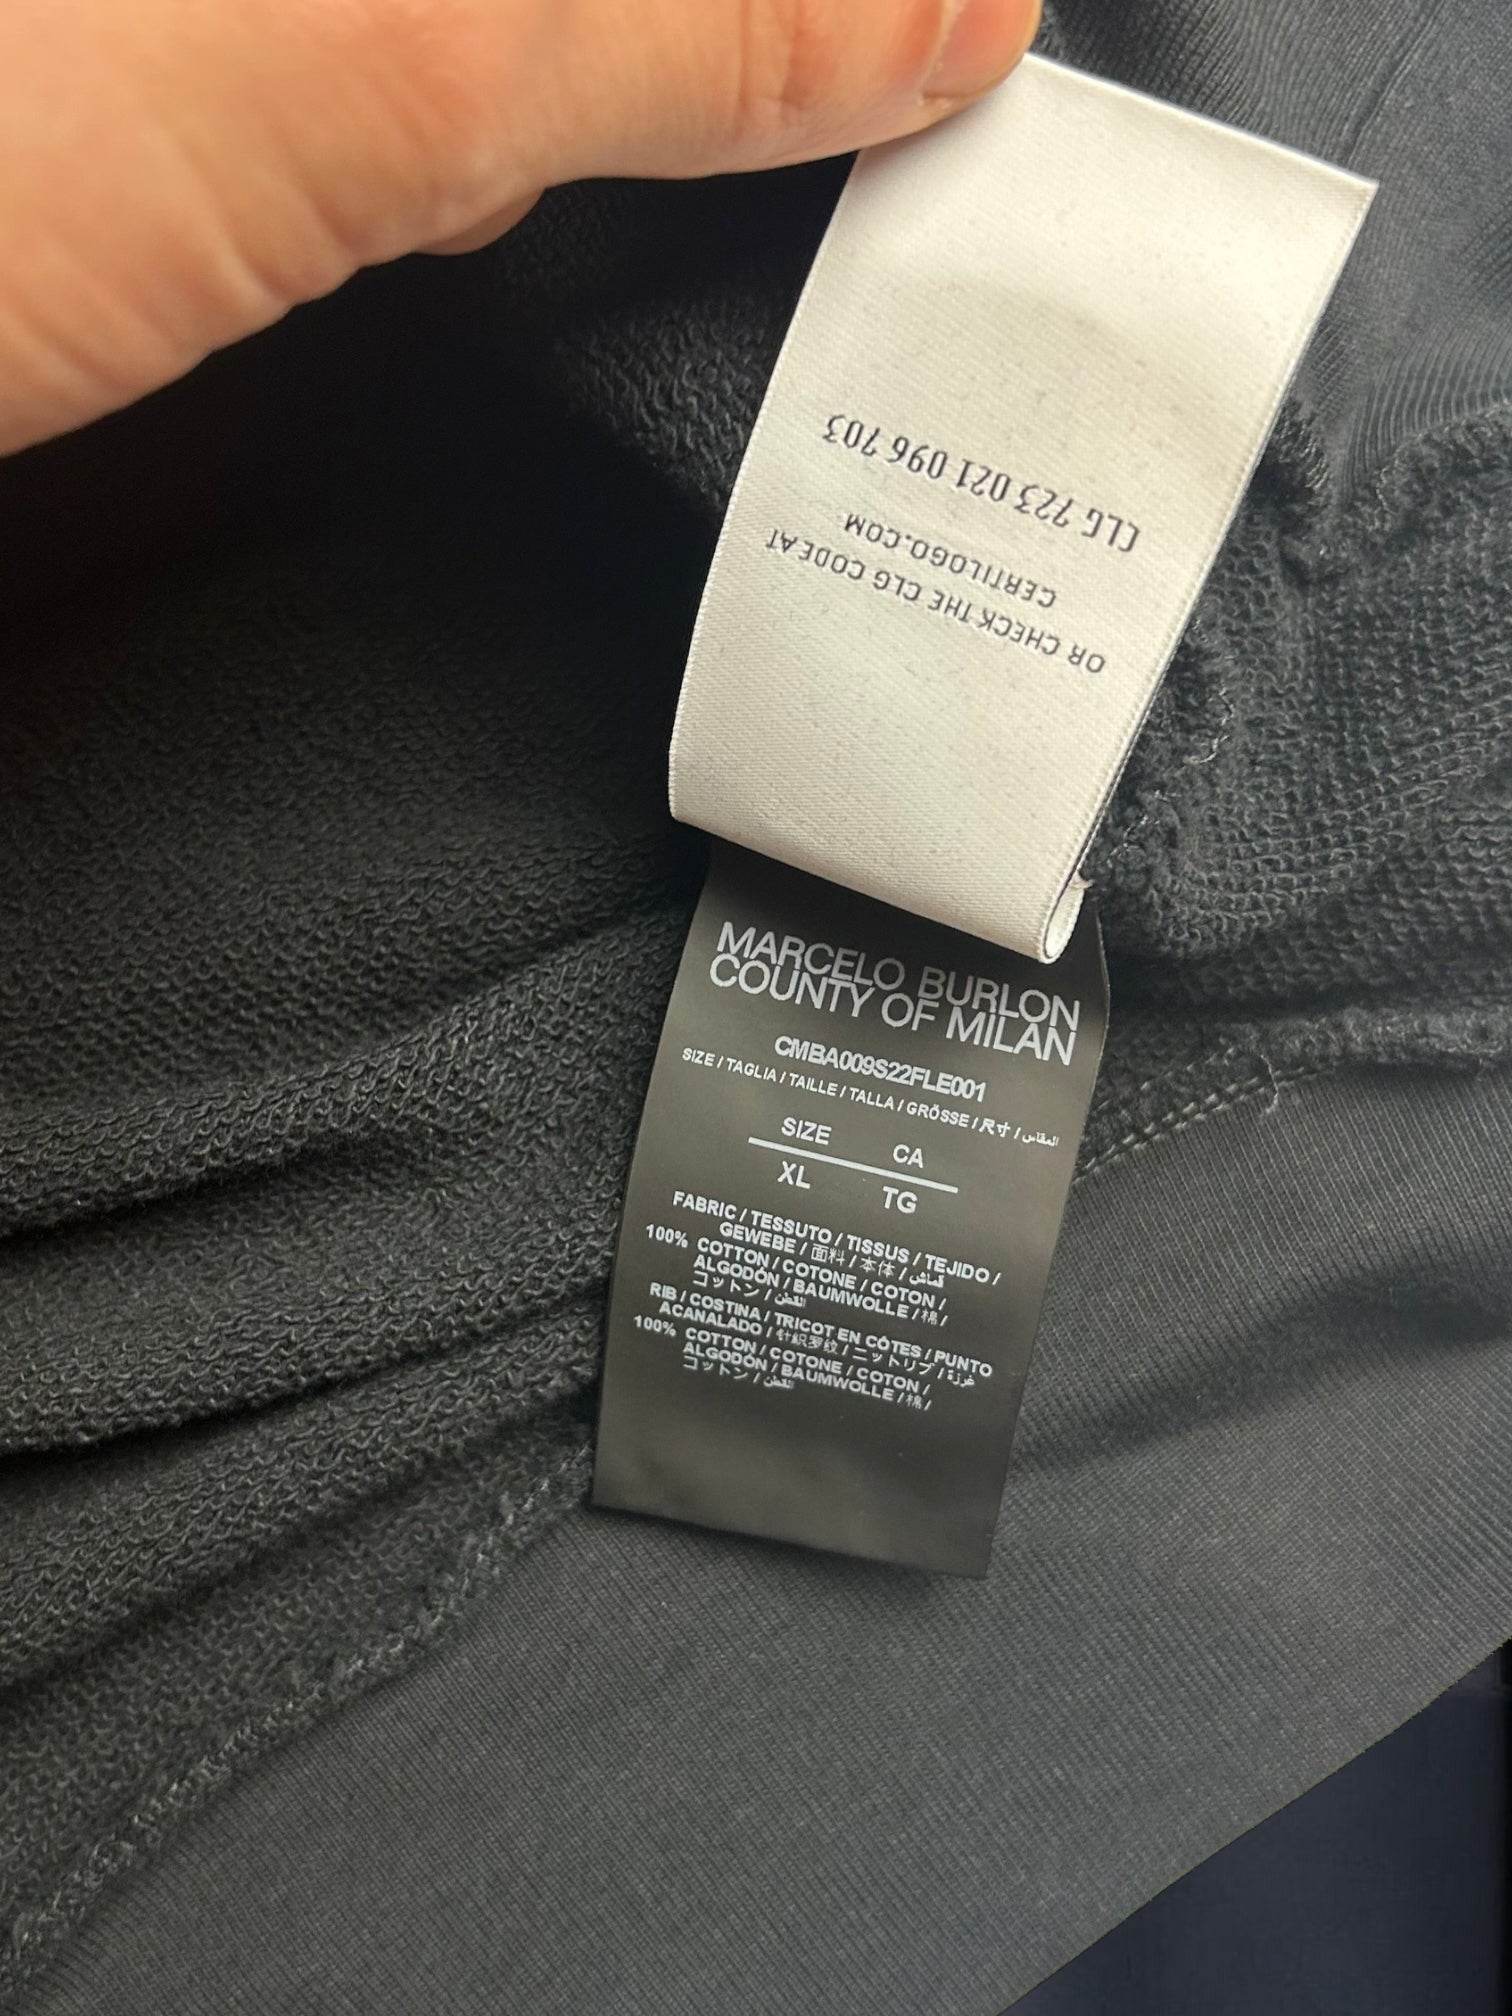 OR CHECK THE CLG CODE AT
CERTILOGO.COM
CLG 723 021 096 703
MARCELO BURLON
COUNTY OF MILAN
CMBA009S22FLE001
SIZE / TAGLIA / TAILLE / TALLA / GRÖSSE / 尺寸 / المقاس
SIZE CA
XL TG
FABRIC / TESSUTO / TISSUS / TEJIDO /
GEWEBE / 面料 / 本体 / قماش
100% COTTON / COTONE / COTON /
ALGODÓN / BAUMWOLLE / 棉 /
コットン / القطن
RIB / COSTINA / TRICOT EN CÔTES / PUNTO
ACANALADO / 针织罗纹 / ニットリブ / غرزة
100% COTTON / COTONE / COTON /
ALGODÓN / BAUMWOLLE / 棉 /
コットン / القطن